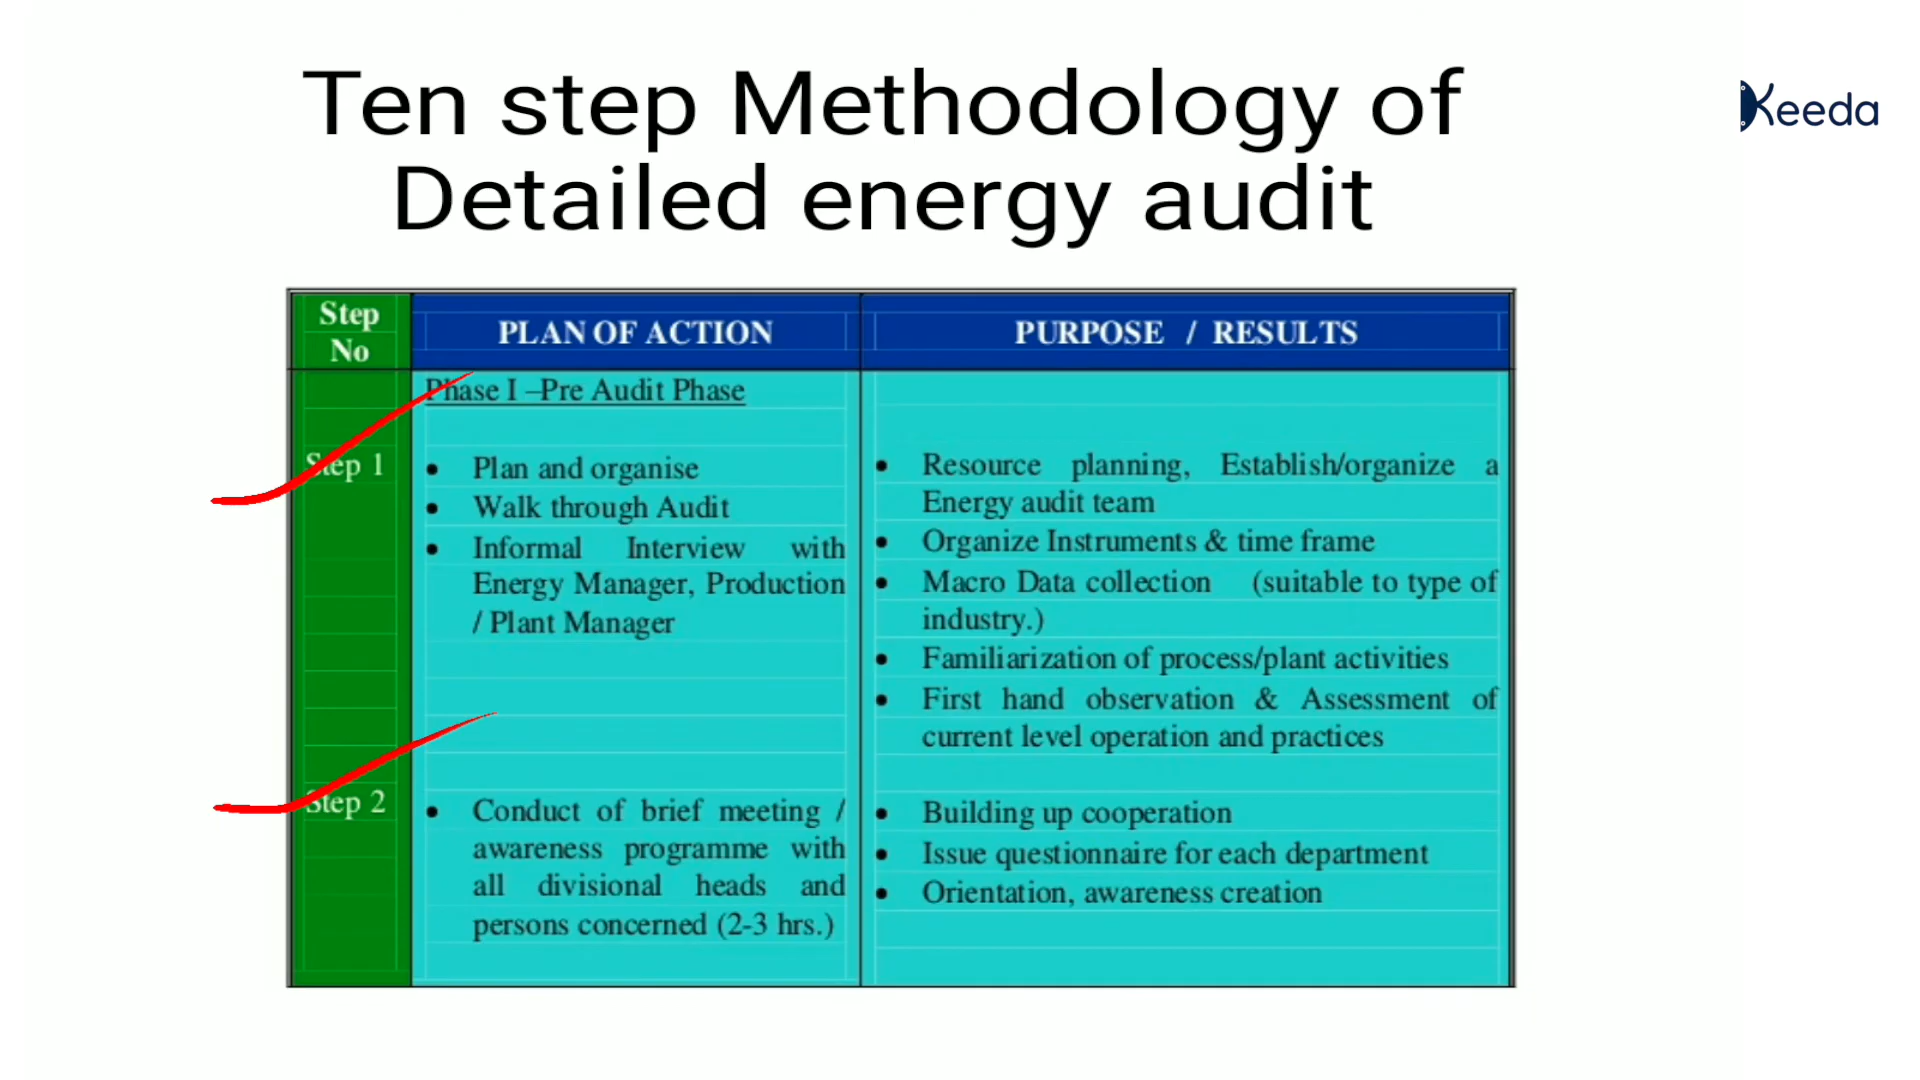 Ten step Methodology of
Detailed energy audit
Keeda
Step
No
PLAN OF ACTION
PURPOSE / RESULTS
Phase I –Pre Audit Phase
Step 1
• Plan and organise
• Walk through Audit
• Informal Interview with
Energy Manager, Production
/ Plant Manager
• Resource planning, Establish/organize a
Energy audit team
• Organize Instruments & time frame
• Macro Data collection (suitable to type of
industry.)
• Familiarization of process/plant activities
• First hand observation & Assessment of
current level operation and practices
Step 2
• Conduct of brief meeting /
awareness programme with
all divisional heads and
persons concerned (2-3 hrs.)
• Building up cooperation
• Issue questionnaire for each department
• Orientation, awareness creation